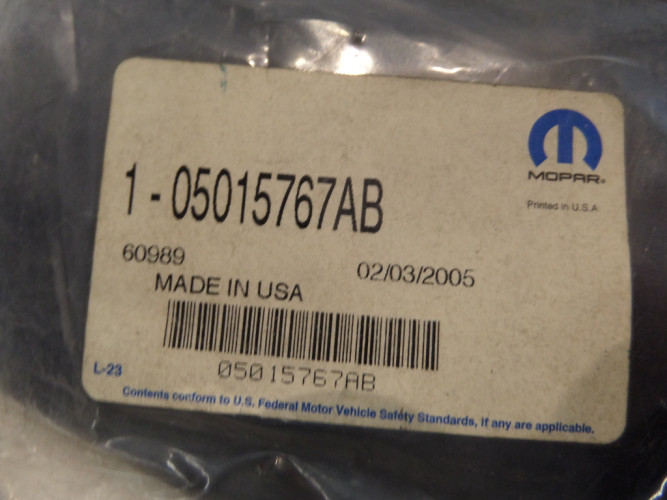 MOPAR®
Printed in U.S.A
1 - 05015767AB
60989
02/03/2005
MADE IN USA
05015767AB
L-23
Contents conform to U.S. Federal Motor Vehicle Safety Standards, if any are applicable.